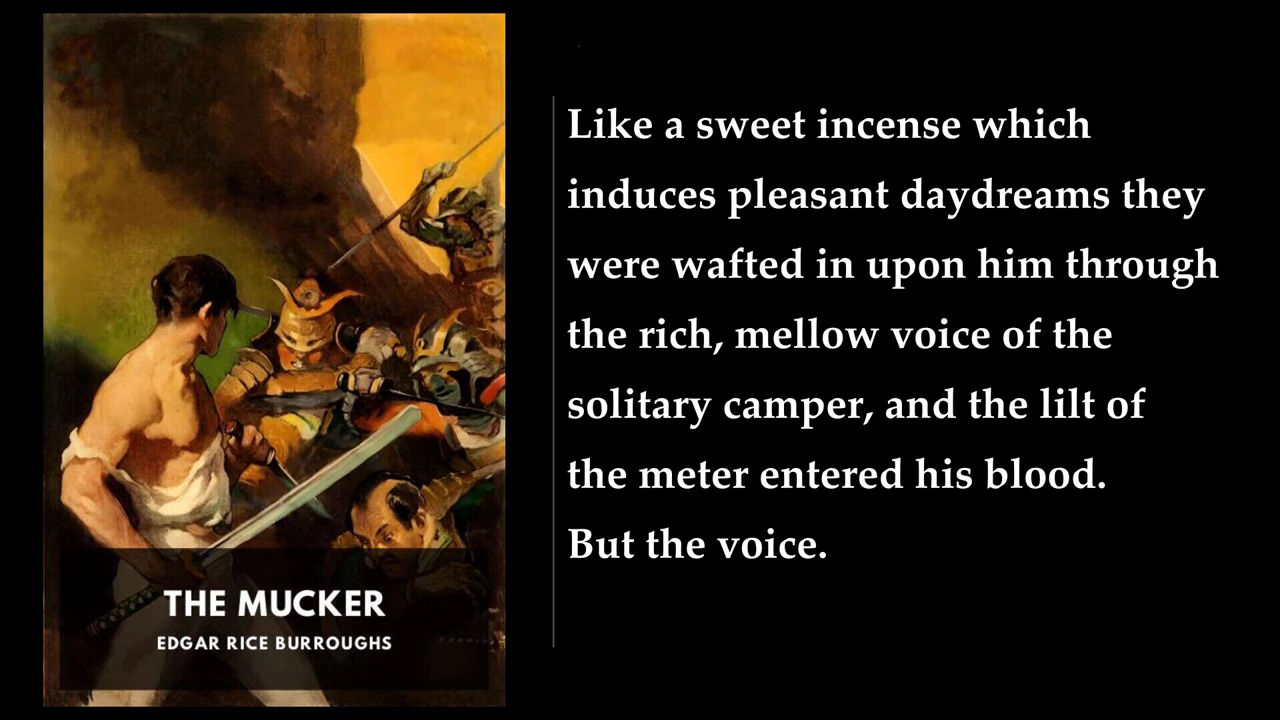 Like a sweet incense which
induces pleasant daydreams they
were wafted in upon him through
the rich, mellow voice of the
solitary camper, and the lilt of
the meter entered his blood.
But the voice.
THE MUCKER
EDGAR RICE BURROUGHS